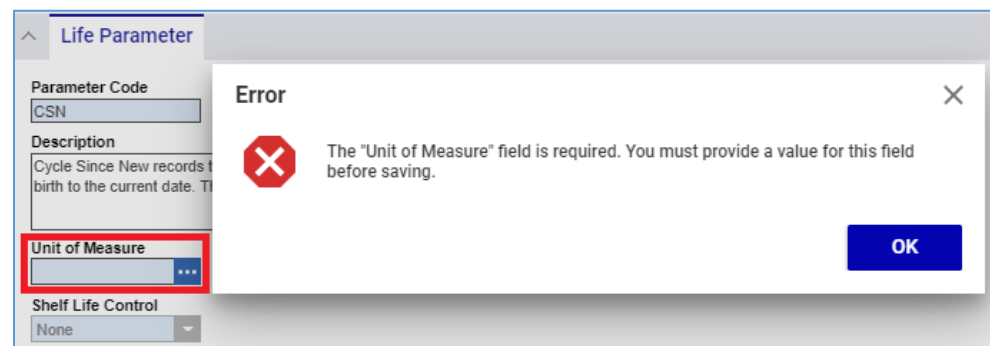 Life Parameter
Parameter Code
CSN
Description
Cycle Since New records
birth to the current date.
Unit of Measure
...
Shelf Life Control
None
Error
The "Unit of Measure" field is required. You must provide a value for this field
before saving.
OK